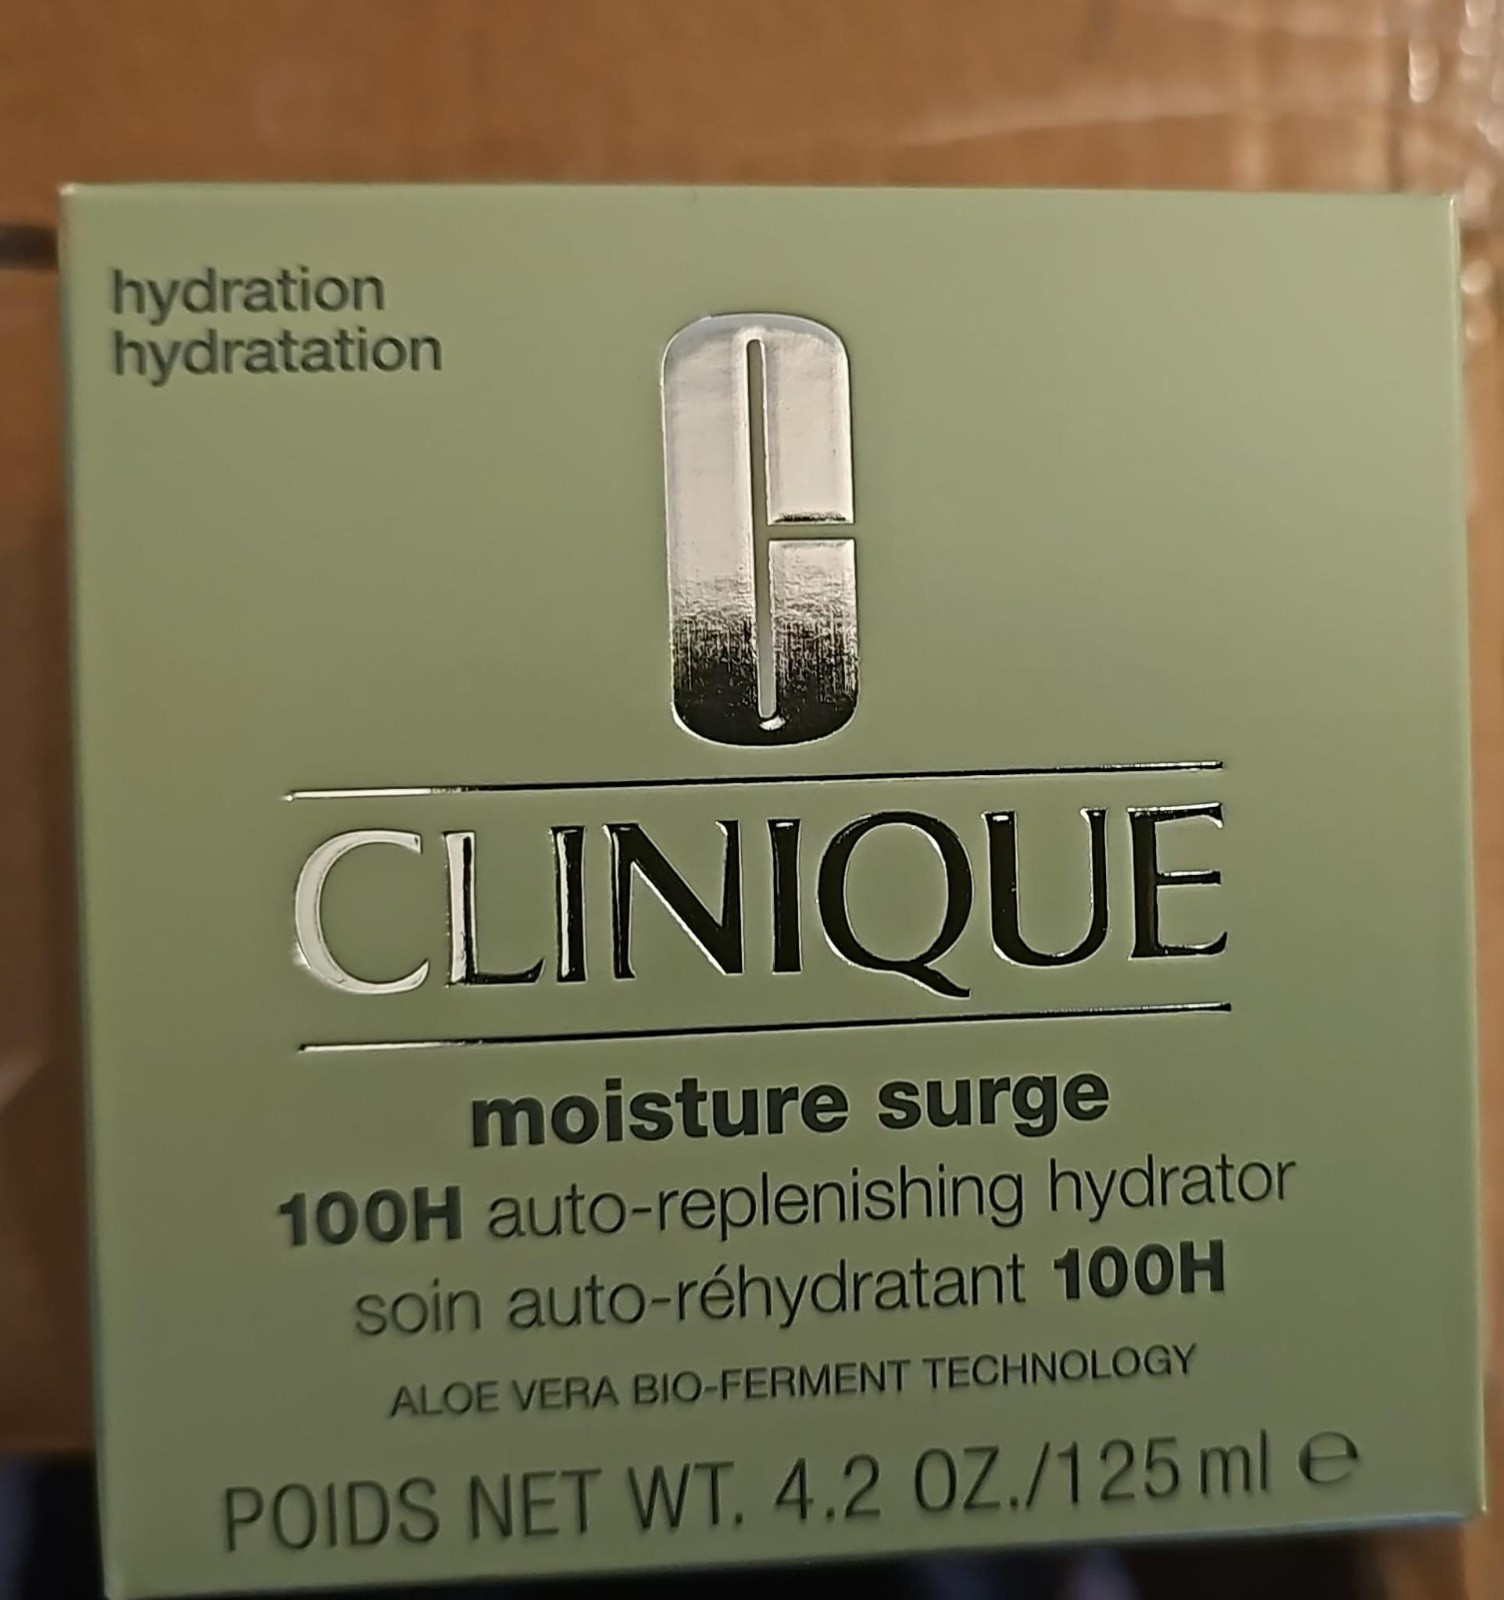 hydration
hydratation
C
CLINIQUE
moisture surge
100H auto-replenishing hydrator
soin auto-réhydratant 100H
ALOE VERA BIO-FERMENT TECHNOLOGY
POIDS NET WT. 4.2 OZ./125 ml ℮